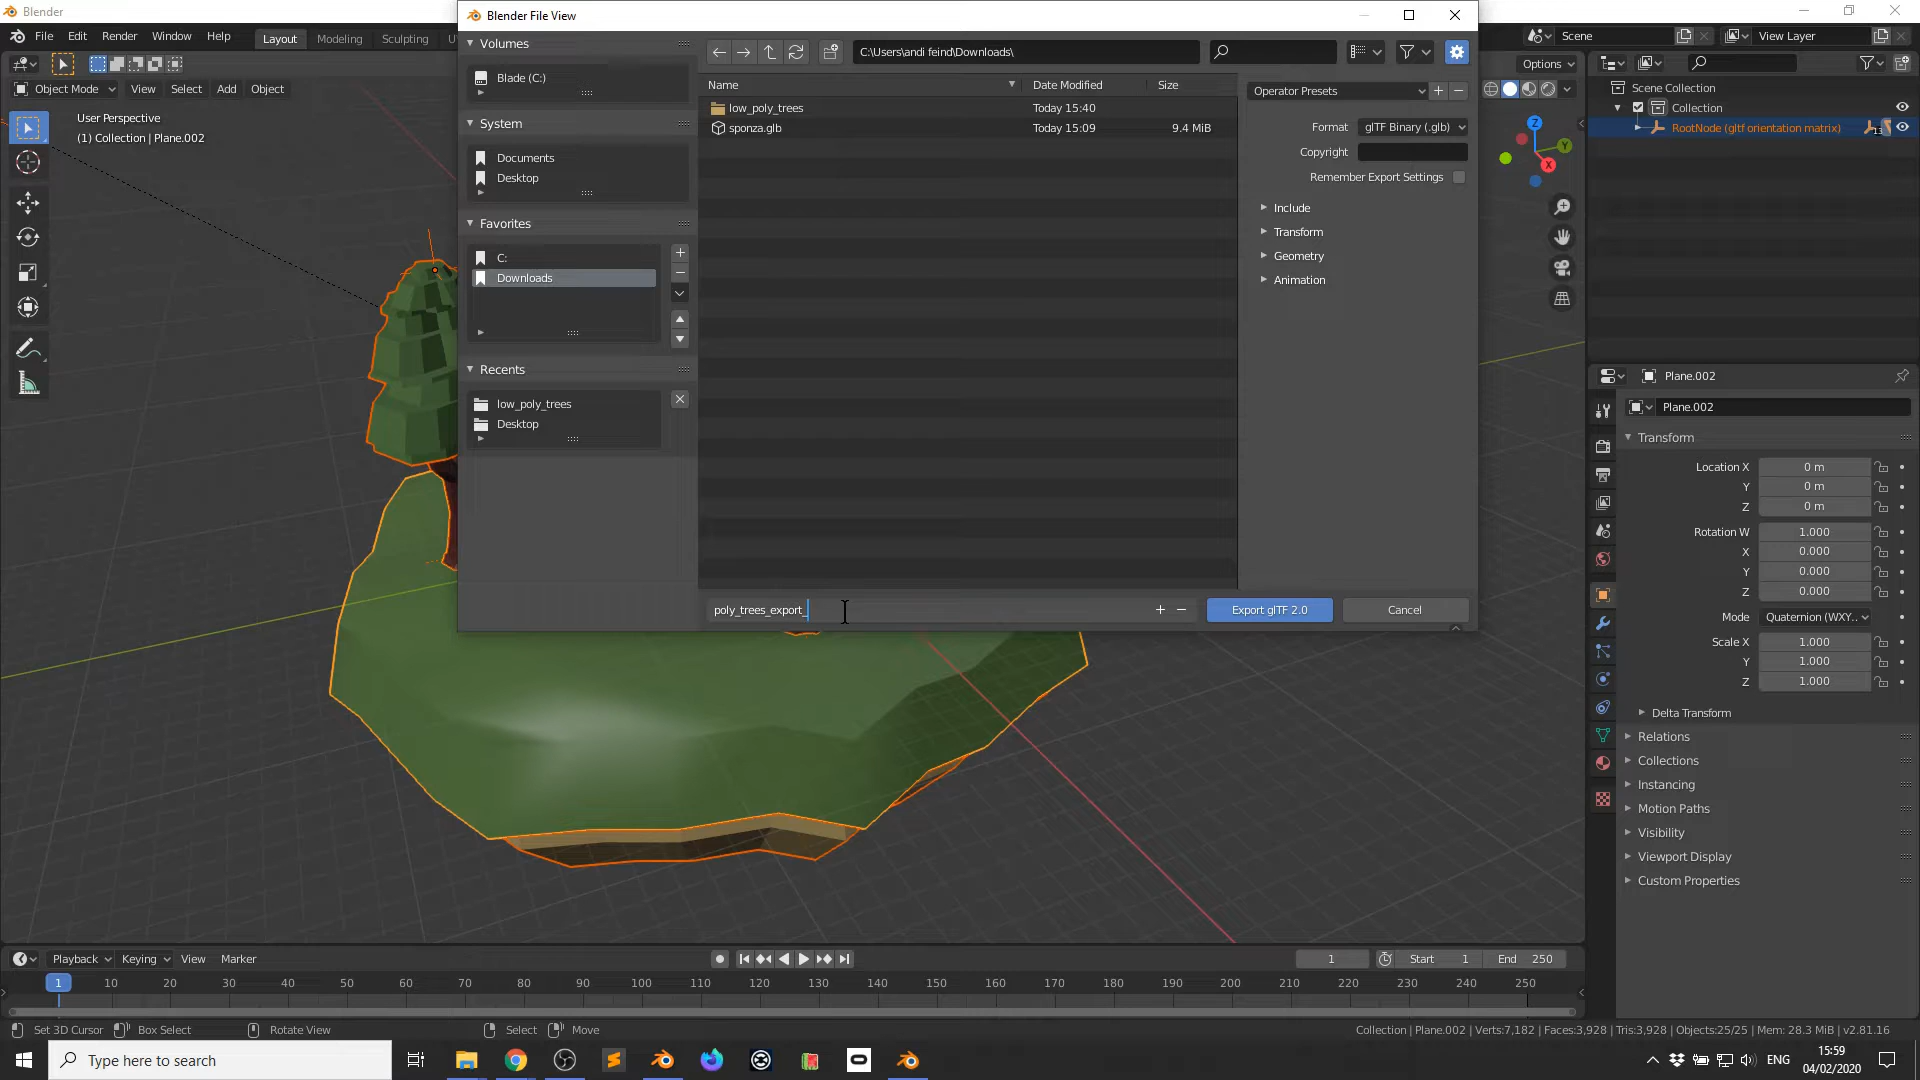 Blender
Blender File View
File Edit Render Window Help Layout Modeling Sculpting
Scene View Layer
Object Mode View Select Add Object
Options
User Perspective
(1) Collection | Plane.002
Volumes
Blade (C:)
System
Documents
Desktop
Favorites
C:
Downloads
Recents
low_poly_trees
Desktop
C:\Users\andi feind\Downloads\
Name Date Modified Size
low_poly_trees Today 15:40
sponza.glb Today 15:09 9.4 MiB
poly_trees_export_
Export glTF 2.0 Cancel
Operator Presets
Format glTF Binary (.glb)
Copyright
Remember Export Settings
Include
Transform
Geometry
Animation
Z
Y
X
Scene Collection
Collection
RootNode (gltf orientation matrix) 13
Plane.002
Plane.002
Transform
Location X 0 m
Y 0 m
Z 0 m
Rotation W 1.000
X 0.000
Y 0.000
Z 0.000
Mode Quaternion (WXY..
Scale X 1.000
Y 1.000
Z 1.000
Delta Transform
Relations
Collections
Instancing
Motion Paths
Visibility
Viewport Display
Custom Properties
Playback Keying View Marker
1 Start 1 End 250
1 10 20 30 40 50 60 70 80 90 100 110 120 130 140 150 160 170 180 190 200 210 220 230 240 250
Set 3D Cursor Box Select Rotate View Select Move
Collection | Plane.002 | Verts:7,182 | Faces:3,928 | Tris:3,928 | Objects:25/25 | Mem: 28.3 MiB | v2.81.16
Type here to search
ENG
15:59
04/02/2020